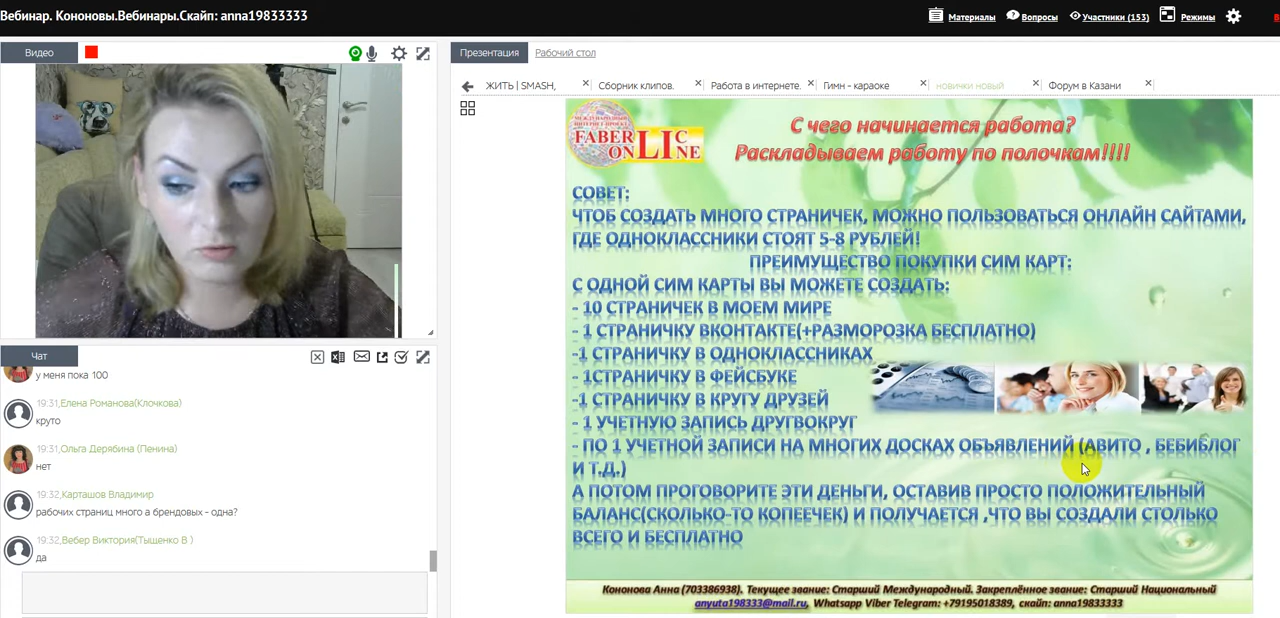 Вебинар. Кононовы.Вебинары.Скайп: anna19833333
Материалы
Вопросы
Участники (153)
Режимы
Видео
Презентация
Рабочий стол
ЖИТЬ | SMASH,
Сборник клипов.
Работа в интернете.
Гимн - караоке
новички новый
Форум в Казани
МЕЖДУНАРОДНЫЙ
ИНТЕРНЕТ-ПРОЕКТ
FABERLIC
ONLINE
С чего начинается работа?
Раскладываем работу по полочкам!!!!
СОВЕТ:
ЧТОБ СОЗДАТЬ МНОГО СТРАНИЧЕК, МОЖНО ПОЛЬЗОВАТЬСЯ ОНЛАЙН САЙТАМИ,
ГДЕ ОДНОКЛАССНИКИ СТОЯТ 5-8 РУБЛЕЙ!
ПРЕИМУЩЕСТВО ПОКУПКИ СИМ КАРТ:
С ОДНОЙ СИМ КАРТЫ ВЫ МОЖЕТЕ СОЗДАТЬ:
- 10 СТРАНИЧЕК В МОЕМ МИРЕ
- 1 СТРАНИЧКУ ВКОНТАКТЕ(+РАЗМОРОЗКА БЕСПЛАТНО)
-1 СТРАНИЧКУ В ОДНОКЛАССНИКАХ
- 1СТРАНИЧКУ В ФЕЙСБУКЕ
-1 СТРАНИЧКУ В КРУГУ ДРУЗЕЙ
- 1 УЧЕТНУЮ ЗАПИСЬ ДРУГВОКРУГ
- ПО 1 УЧЕТНОЙ ЗАПИСИ НА МНОГИХ ДОСКАХ ОБЪЯВЛЕНИЙ (АВИТО , БЕБИБЛОГ
И Т.Д.)
А ПОТОМ ПРОГОВОРИТЕ ЭТИ ДЕНЬГИ, ОСТАВИВ ПРОСТО ПОЛОЖИТЕЛЬНЫЙ
БАЛАНС(СКОЛЬКО-ТО КОПЕЕЧЕК) И ПОЛУЧАЕТСЯ ,ЧТО ВЫ СОЗДАЛИ СТОЛЬКО
ВСЕГО И БЕСПЛАТНО
Кононова Анна (703386938). Текущее звание: Старший Международный. Закреплённое звание: Старший Национальный
anyuta198333@mail.ru, Whatsapp Viber Telegram: +79195018389, скайп: anna19833333
Чат
у меня пока 100
19:31,Елена Романова(Клочкова)
круто
19:31,Ольга Дерябина (Пенина)
нет
19:32,Карташов Владимир
рабочих страниц много а брендовых - одна?
19:32,Вебер Виктория(Тыщенко В )
да